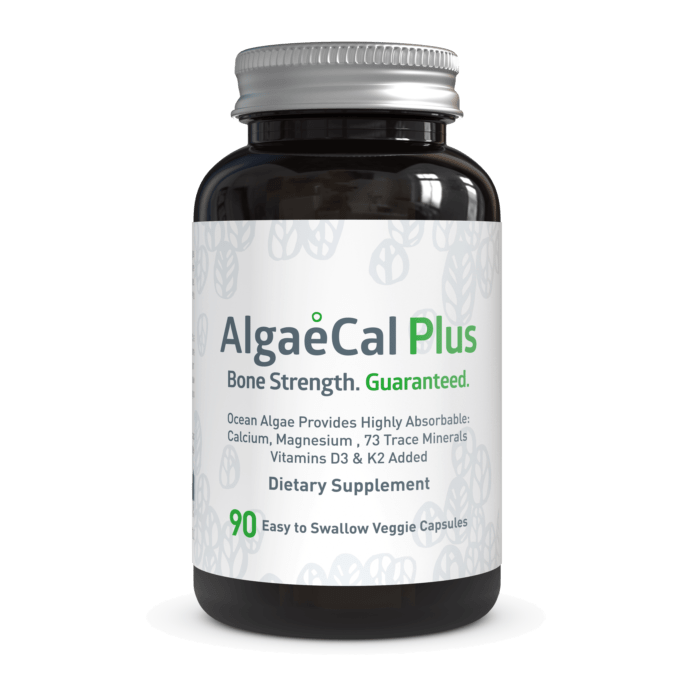 AlgaeCal Plus
Bone Strength. Guaranteed.
Ocean Algae Provides Highly Absorbable:
Calcium, Magnesium , 73 Trace Minerals
Vitamins D3 & K2 Added
Dietary Supplement
90 Easy to Swallow Veggie Capsules